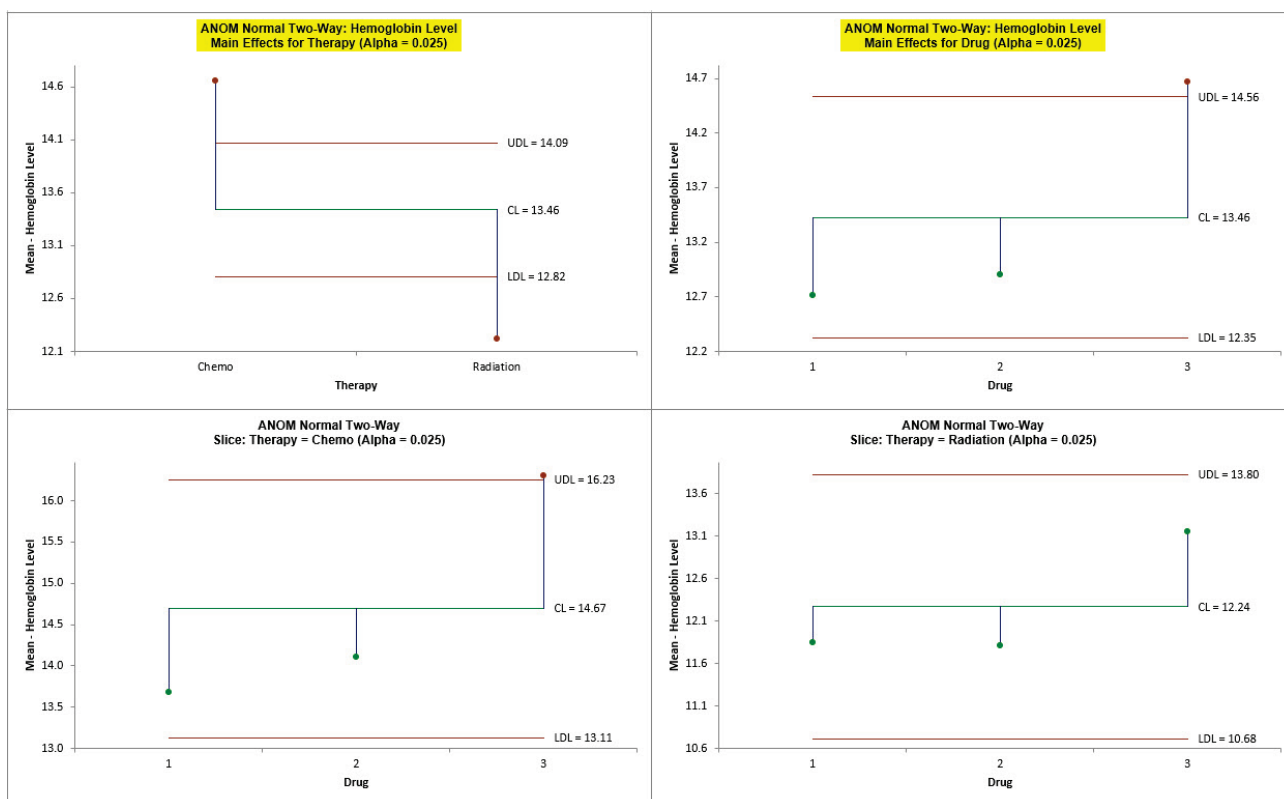 ANOM Normal Two-Way: Hemoglobin Level
Main Effects for Therapy (Alpha = 0.025)
Mean - Hemoglobin Level
14.6
14.1
13.6
13.1
12.6
12.1
UDL = 14.09
CL = 13.46
LDL = 12.82
Chemo
Radiation
Therapy
ANOM Normal Two-Way: Hemoglobin Level
Main Effects for Drug (Alpha = 0.025)
Mean - Hemoglobin Level
14.7
14.2
13.7
13.2
12.7
12.2
UDL = 14.56
CL = 13.46
LDL = 12.35
1
2
3
Drug
ANOM Normal Two-Way
Slice: Therapy = Chemo (Alpha = 0.025)
Mean - Hemoglobin Level
16.0
15.5
15.0
14.5
14.0
13.5
13.0
UDL = 16.23
CL = 14.67
LDL = 13.11
1
2
3
Drug
ANOM Normal Two-Way
Slice: Therapy = Radiation (Alpha = 0.025)
Mean - Hemoglobin Level
13.6
13.1
12.6
12.1
11.6
11.1
10.6
UDL = 13.80
CL = 12.24
LDL = 10.68
1
2
3
Drug